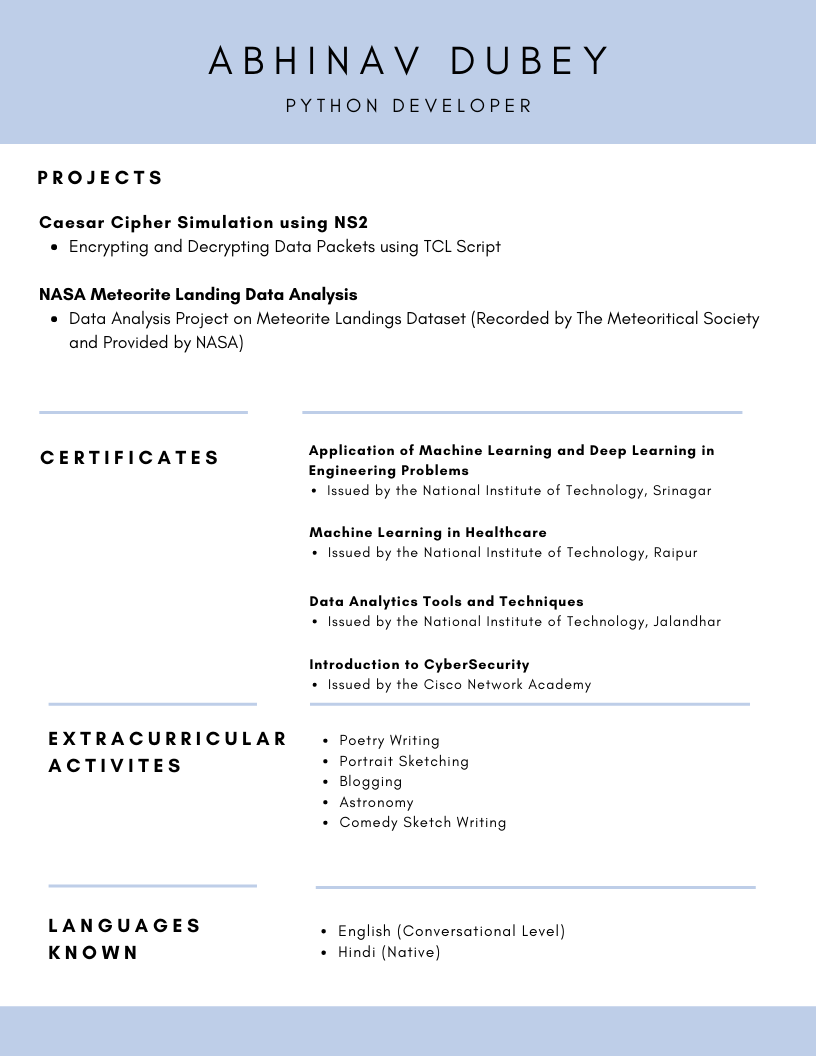 ABHINAV DUBEY
PYTHON DEVELOPER
PROJECTS
Caesar Cipher Simulation using NS2
• Encrypting and Decrypting Data Packets using TCL Script
NASA Meteorite Landing Data Analysis
• Data Analysis Project on Meteorite Landings Dataset (Recorded by The Meteoritical Society
and Provided by NASA)
CERTIFICATES
Application of Machine Learning and Deep Learning in
Engineering Problems
• Issued by the National Institute of Technology, Srinagar
Machine Learning in Healthcare
• Issued by the National Institute of Technology, Raipur
Data Analytics Tools and Techniques
• Issued by the National Institute of Technology, Jalandhar
Introduction to CyberSecurity
• Issued by the Cisco Network Academy
EXTRACURRICULAR
ACTIVITES
• Poetry Writing
• Portrait Sketching
• Blogging
• Astronomy
• Comedy Sketch Writing
LANGUAGES
KNOWN
• English (Conversational Level)
• Hindi (Native)